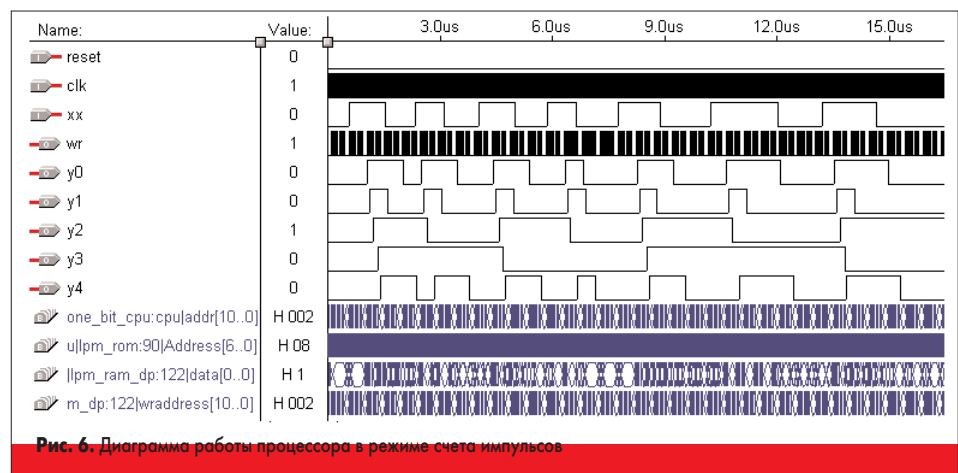 Name: Value: 3.0us 6.0us 9.0us 12.0us 15.0us
reset 0
clk 1
xx 0
wr 1
y0 0
y1 0
y2 1
y3 0
y4 0
one_bit_cpu:cpu|addr[10..0] H 002
u|lpm_rom:90|Address[6..0] H 08
|lpm_ram_dp:122|data[0..0] H 1
m_dp:122|wraddress[10..0] H 002
Рис. 6. Диаграмма работы процессора в режиме счета импульсов